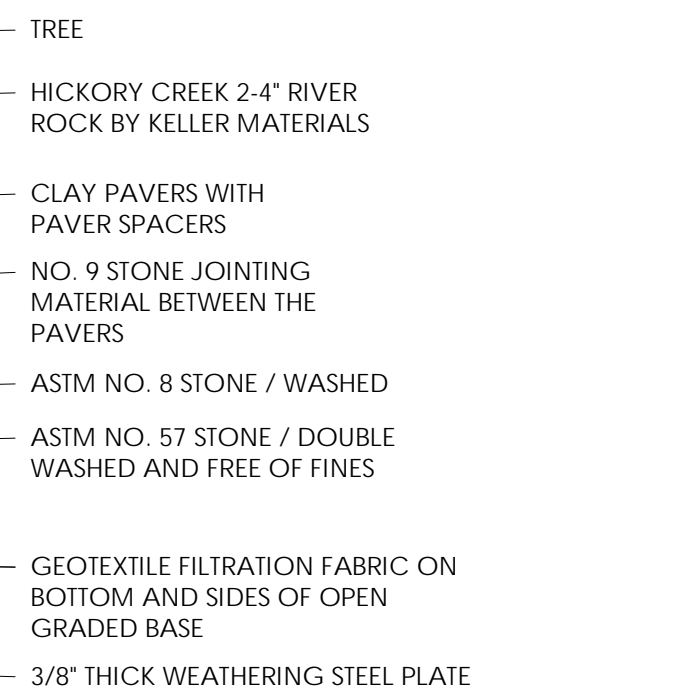 TREE
HICKORY CREEK 2-4" RIVER
ROCK BY KELLER MATERIALS
CLAY PAVERS WITH
PAVER SPACERS
NO. 9 STONE JOINTING
MATERIAL BETWEEN THE
PAVERS
ASTM NO. 8 STONE / WASHED
ASTM NO. 57 STONE / DOUBLE
WASHED AND FREE OF FINES
GEOTEXTILE FILTRATION FABRIC ON
BOTTOM AND SIDES OF OPEN
GRADED BASE
3/8" THICK WEATHERING STEEL PLATE